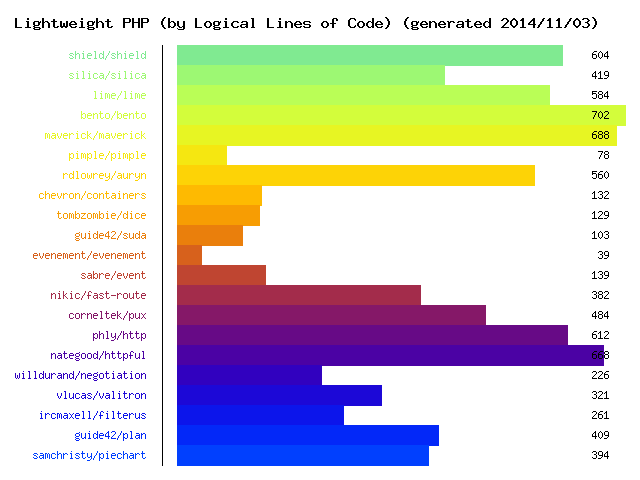 Lightweight PHP (by Logical Lines of Code) (generated 2014/11/03)
shield/shield 604
silica/silica 419
lime/lime 584
bento/bento 702
maverick/maverick 688
pimple/pimple 78
rdlowrey/auryn 560
chevron/containers 132
tombzombie/dice 129
guide42/suda 103
evenement/evenement 39
sabre/event 139
nikic/fast-route 382
corneltek/pux 484
phly/http 612
nategood/httpful 668
willdurand/negotiation 226
vlucas/valitron 321
ircmaxell/filterus 261
guide42/plan 409
samchristy/piechart 394